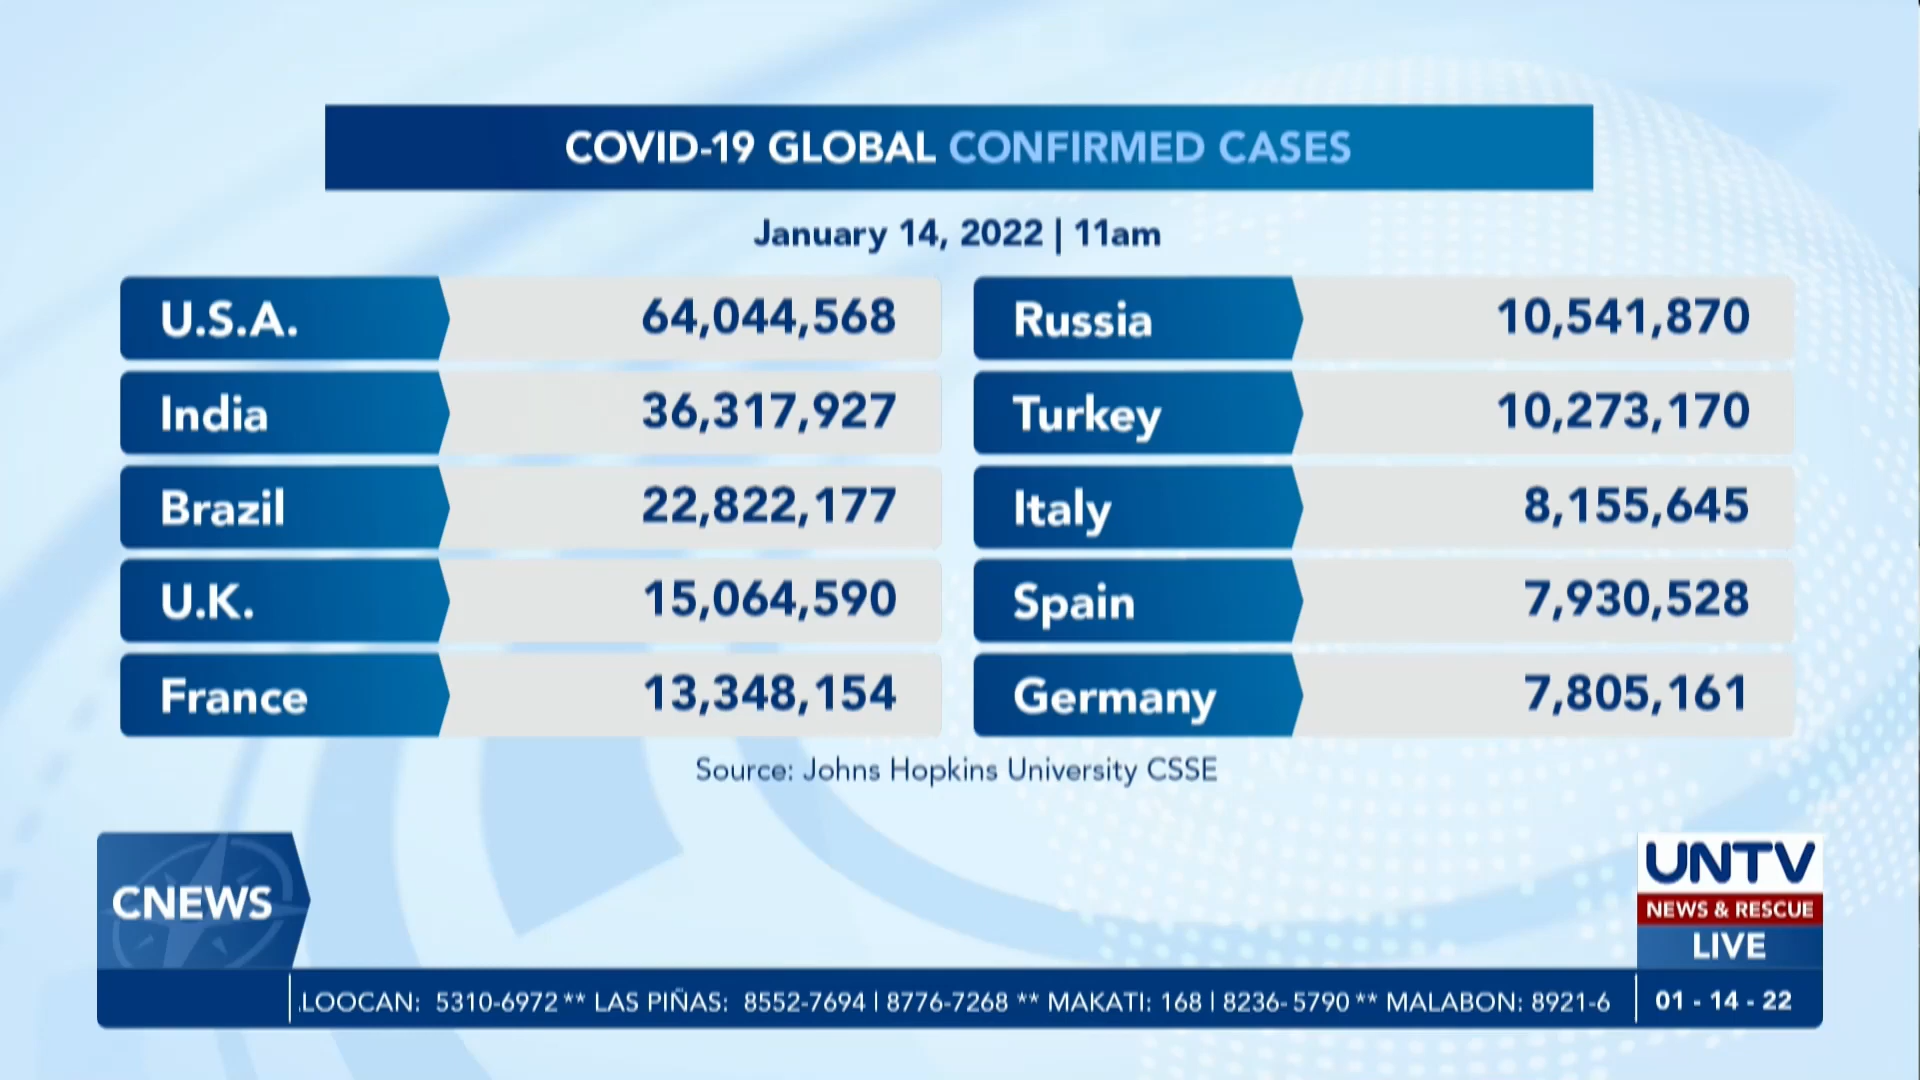 COVID-19 GLOBAL CONFIRMED CASES
January 14, 2022 | 11am
U.S.A. 64,044,568
India 36,317,927
Brazil 22,822,177
U.K. 15,064,590
France 13,348,154
Russia 10,541,870
Turkey 10,273,170
Italy 8,155,645
Spain 7,930,528
Germany 7,805,161
Source: Johns Hopkins University CSSE
CNEWS
UNTV
NEWS & RESCUE
LIVE
LOOCAN: 5310-6972 ** LAS PIÑAS: 8552-7694 | 8776-7268 ** MAKATI: 168 | 8236-5790 ** MALABON: 8921-6
01 - 14 - 22